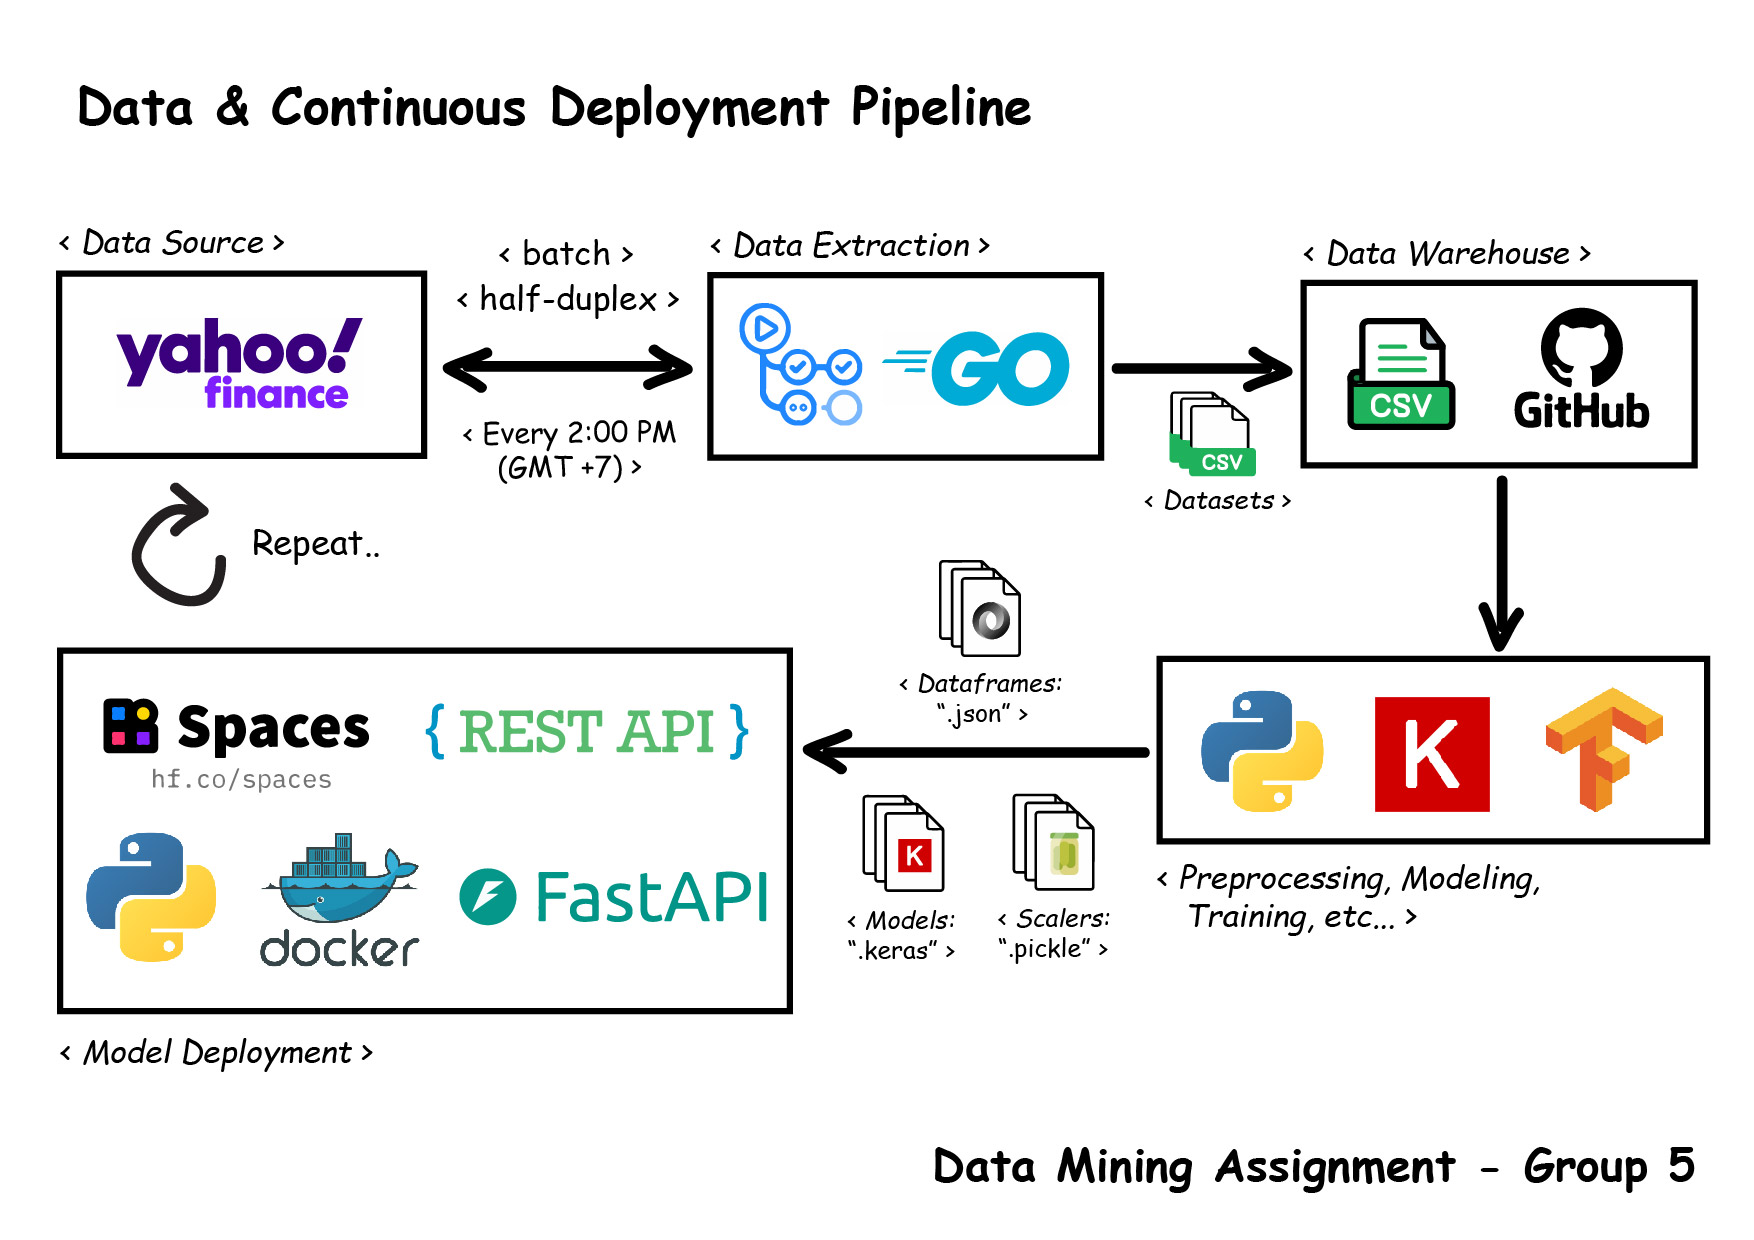 Data & Continuous Deployment Pipeline
< Data Source >
yahoo!
finance
< batch >
< half-duplex >
< Every 2:00 PM
(GMT +7) >
< Data Extraction >
GO
CSV
< Datasets >
< Data Warehouse >
CSV
GitHub
Repeat..
< Dataframes:
“.json” >
K
< Models:
“.keras” >
< Scalers:
“.pickle” >
K
< Preprocessing, Modeling,
Training, etc... >
Spaces
hf.co/spaces
{ REST API }
docker
FastAPI
< Model Deployment >
Data Mining Assignment - Group 5